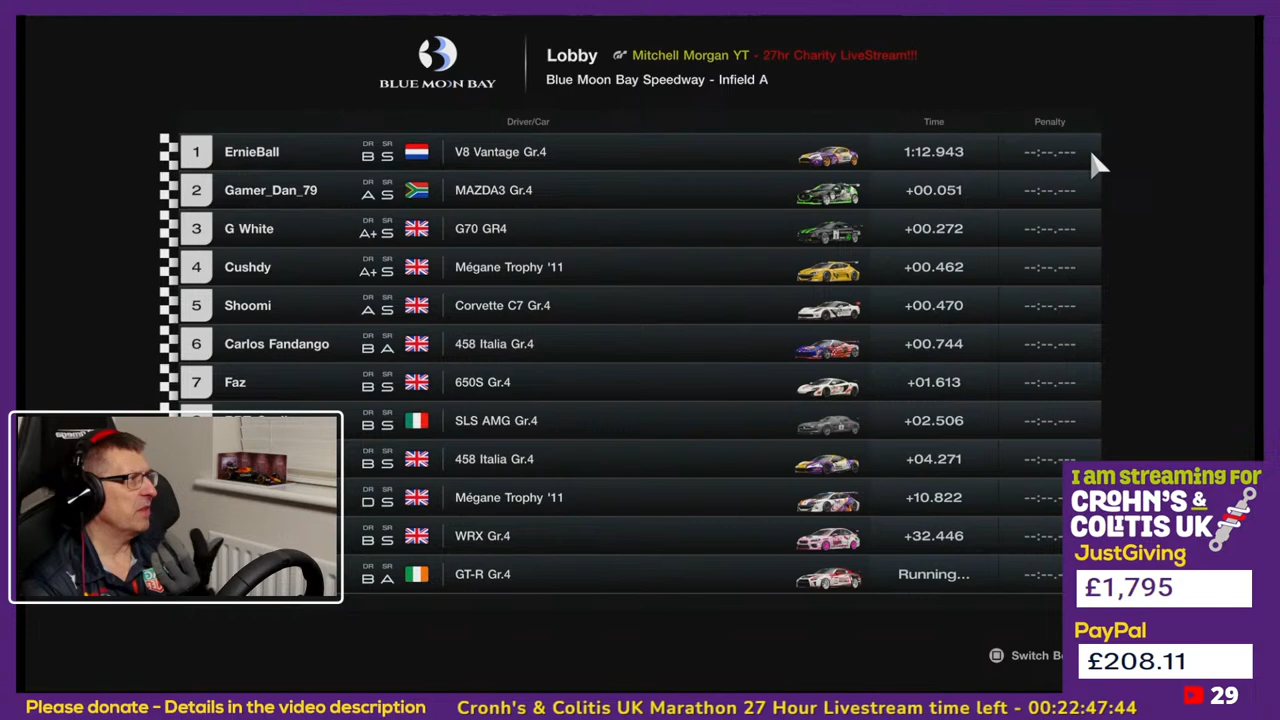 BLUE MOON BAY
Lobby Mitchell Morgan YT - 27hr Charity LiveStream!!!
Blue Moon Bay Speedway - Infield A
Driver/Car Time Penalty
1 ErnieBall DR B SR S V8 Vantage Gr.4 1:12.943 --:--.---
2 Gamer_Dan_79 DR A SR S MAZDA3 Gr.4 +00.051 --:--.---
3 G White DR A+ SR S G70 GR4 +00.272 --:--.---
4 Cushdy DR A+ SR S Mégane Trophy '11 +00.462 --:--.---
5 Shoomi DR A SR S Corvette C7 Gr.4 +00.470 --:--.---
6 Carlos Fandango DR B SR A 458 Italia Gr.4 +00.744 --:--.---
7 Faz DR B SR S 650S Gr.4 +01.613 --:--.---
DR B SR S SLS AMG Gr.4 +02.506 --:--.---
DR B SR S 458 Italia Gr.4 +04.271 --:--.---
DR D SR S Mégane Trophy '11 +10.822
DR B SR S WRX Gr.4 +32.446
DR B SR A GT-R Gr.4 Running...
Switch
I am streaming for
CROHN'S &
COLITIS UK
JustGiving
£1,795
PayPal
£208.11
29
Please donate - Details in the video description Cronh's & Colitis UK Marathon 27 Hour Livestream time left - 00:22:47:44